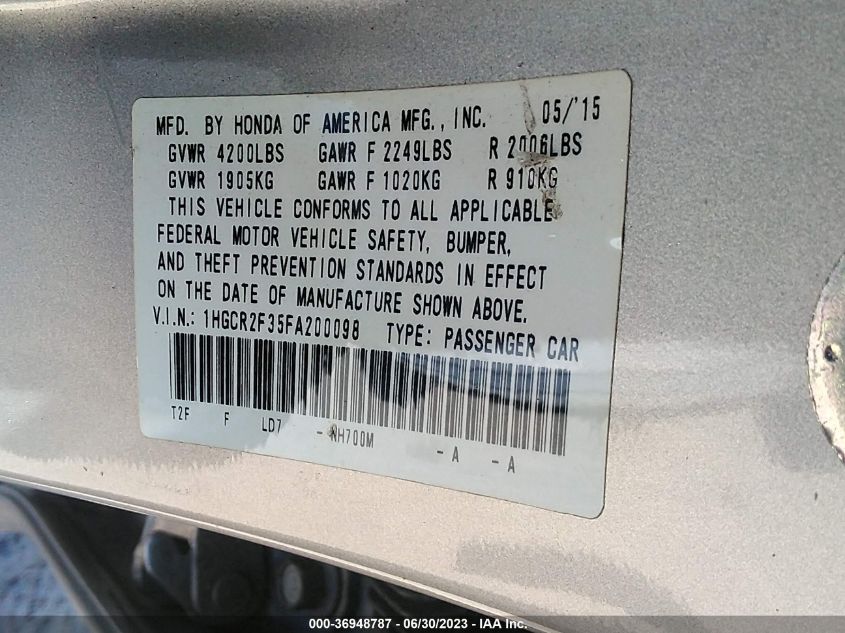 MFD. BY HONDA OF AMERICA MFG., INC. 05/'15
GVWR 4200LBS GAWR F 2249LBS R 2006LBS
GVWR 1905KG GAWR F 1020KG R 910KG
THIS VEHICLE CONFORMS TO ALL APPLICABLE
FEDERAL MOTOR VEHICLE SAFETY, BUMPER,
AND THEFT PREVENTION STANDARDS IN EFFECT
ON THE DATE OF MANUFACTURE SHOWN ABOVE.
V.I.N.: 1HGCR2F35FA200098 TYPE: PASSENGER CAR
T2F F LD7 - NH700M -A -A
000-36948787 - 06/30/2023 - IAA Inc.